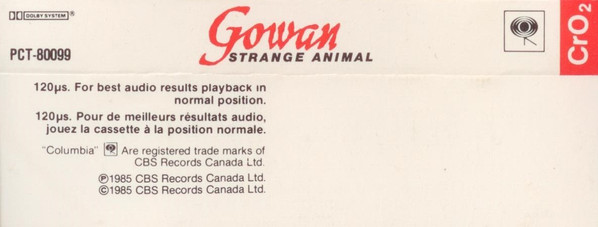 DOLBY SYSTEM®
PCT-80099
Gowan
STRANGE ANIMAL
CrO₂
120µs. For best audio results playback in
normal position.
120µs. Pour de meilleurs résultats audio,
jouez la cassette à la position normale.
"Columbia" Are registered trade marks of
CBS Records Canada Ltd.
Ⓟ1985 CBS Records Canada Ltd.
©1985 CBS Records Canada Ltd.